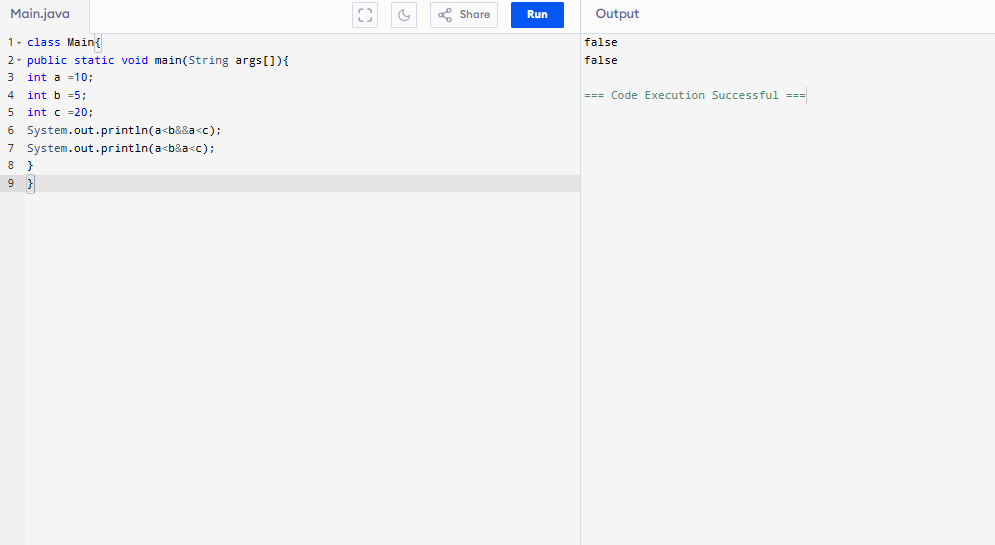 Main.java
Share
Run
Output
1 class Main{
2 public static void main(String args[]){
3 int a =10;
4 int b =5;
5 int c =20;
6 System.out.println(a<b&&a<c);
7 System.out.println(a<b&a<c);
8 }
9 }
false
false
=== Code Execution Successful ===